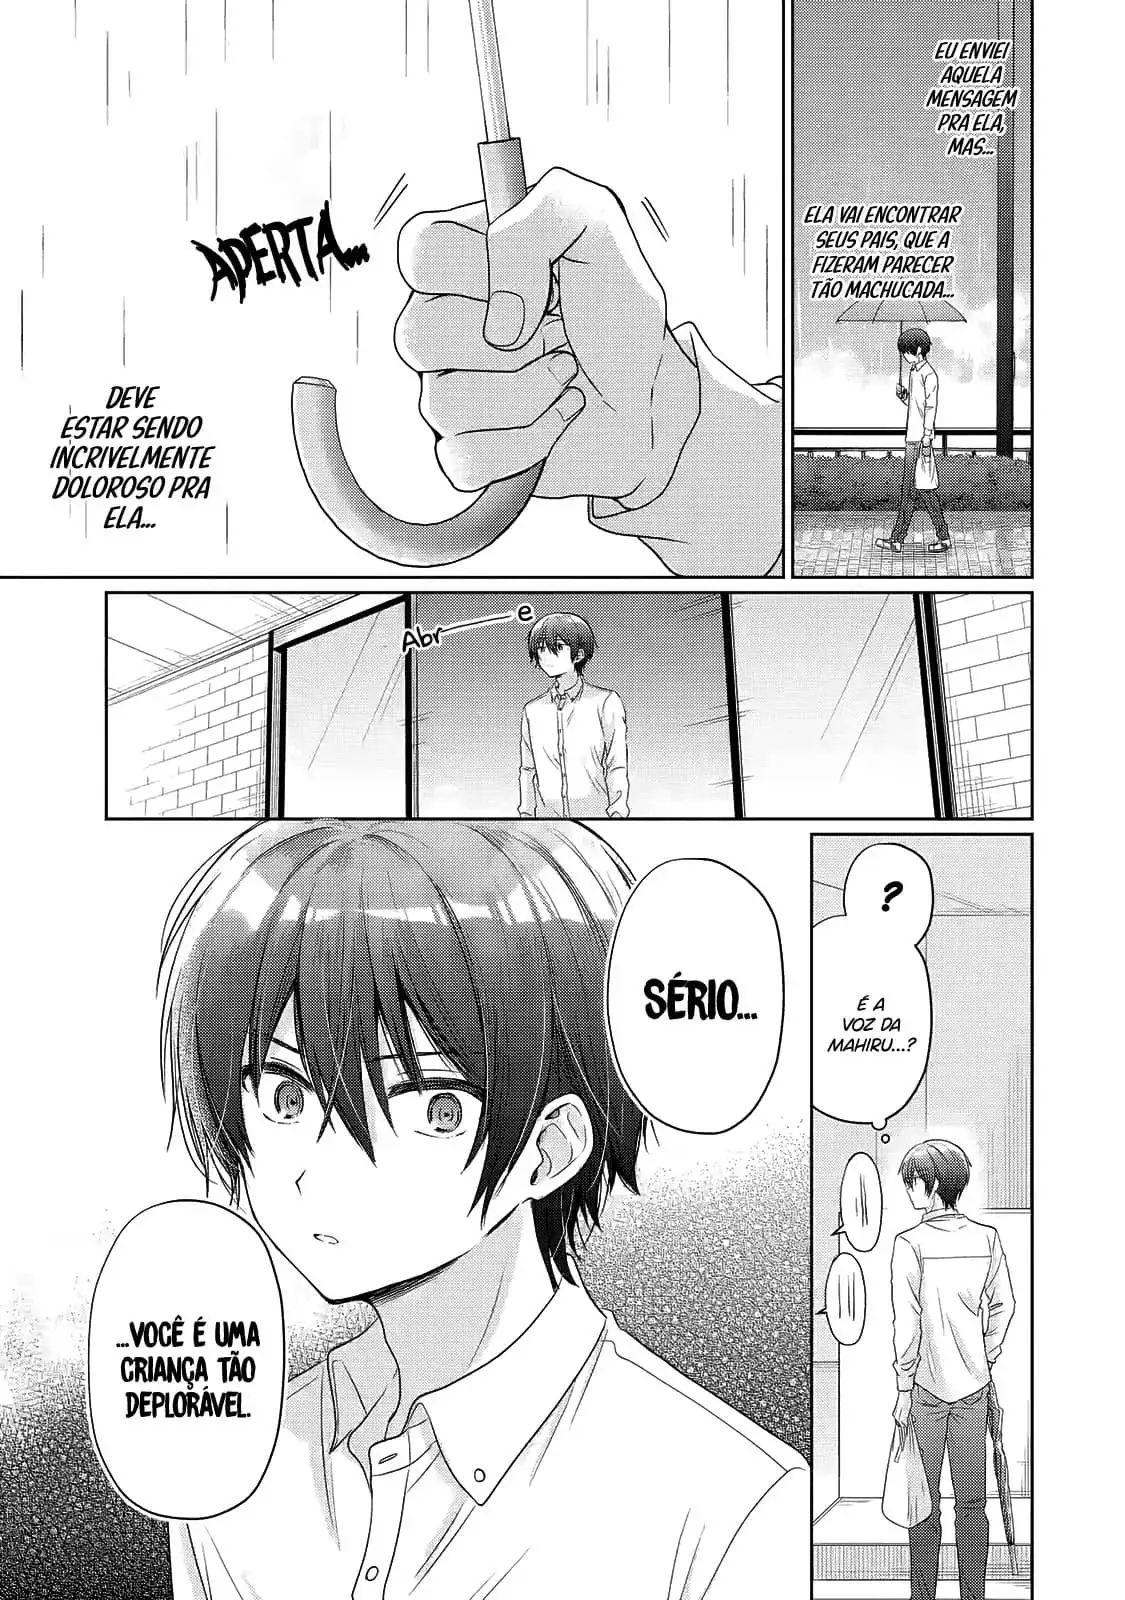 EU ENVIEI
AQUELA
MENSAGEM
PRA ELA,
MAS...
ELA VAI ENCONTRAR
SEUS PAIS, QUE A
FIZERAM PARECER
TÃO MACHUCADA...
APERTA...
DEVE
ESTAR SENDO
INCRIVELMENTE
DOLOROSO PRA
ELA...
Abr e
?
É A
VOZ DA
MAHIRU...?
SÉRIO...
...VOCÊ É UMA
CRIANÇA TÃO
DEPLORÁVEL.